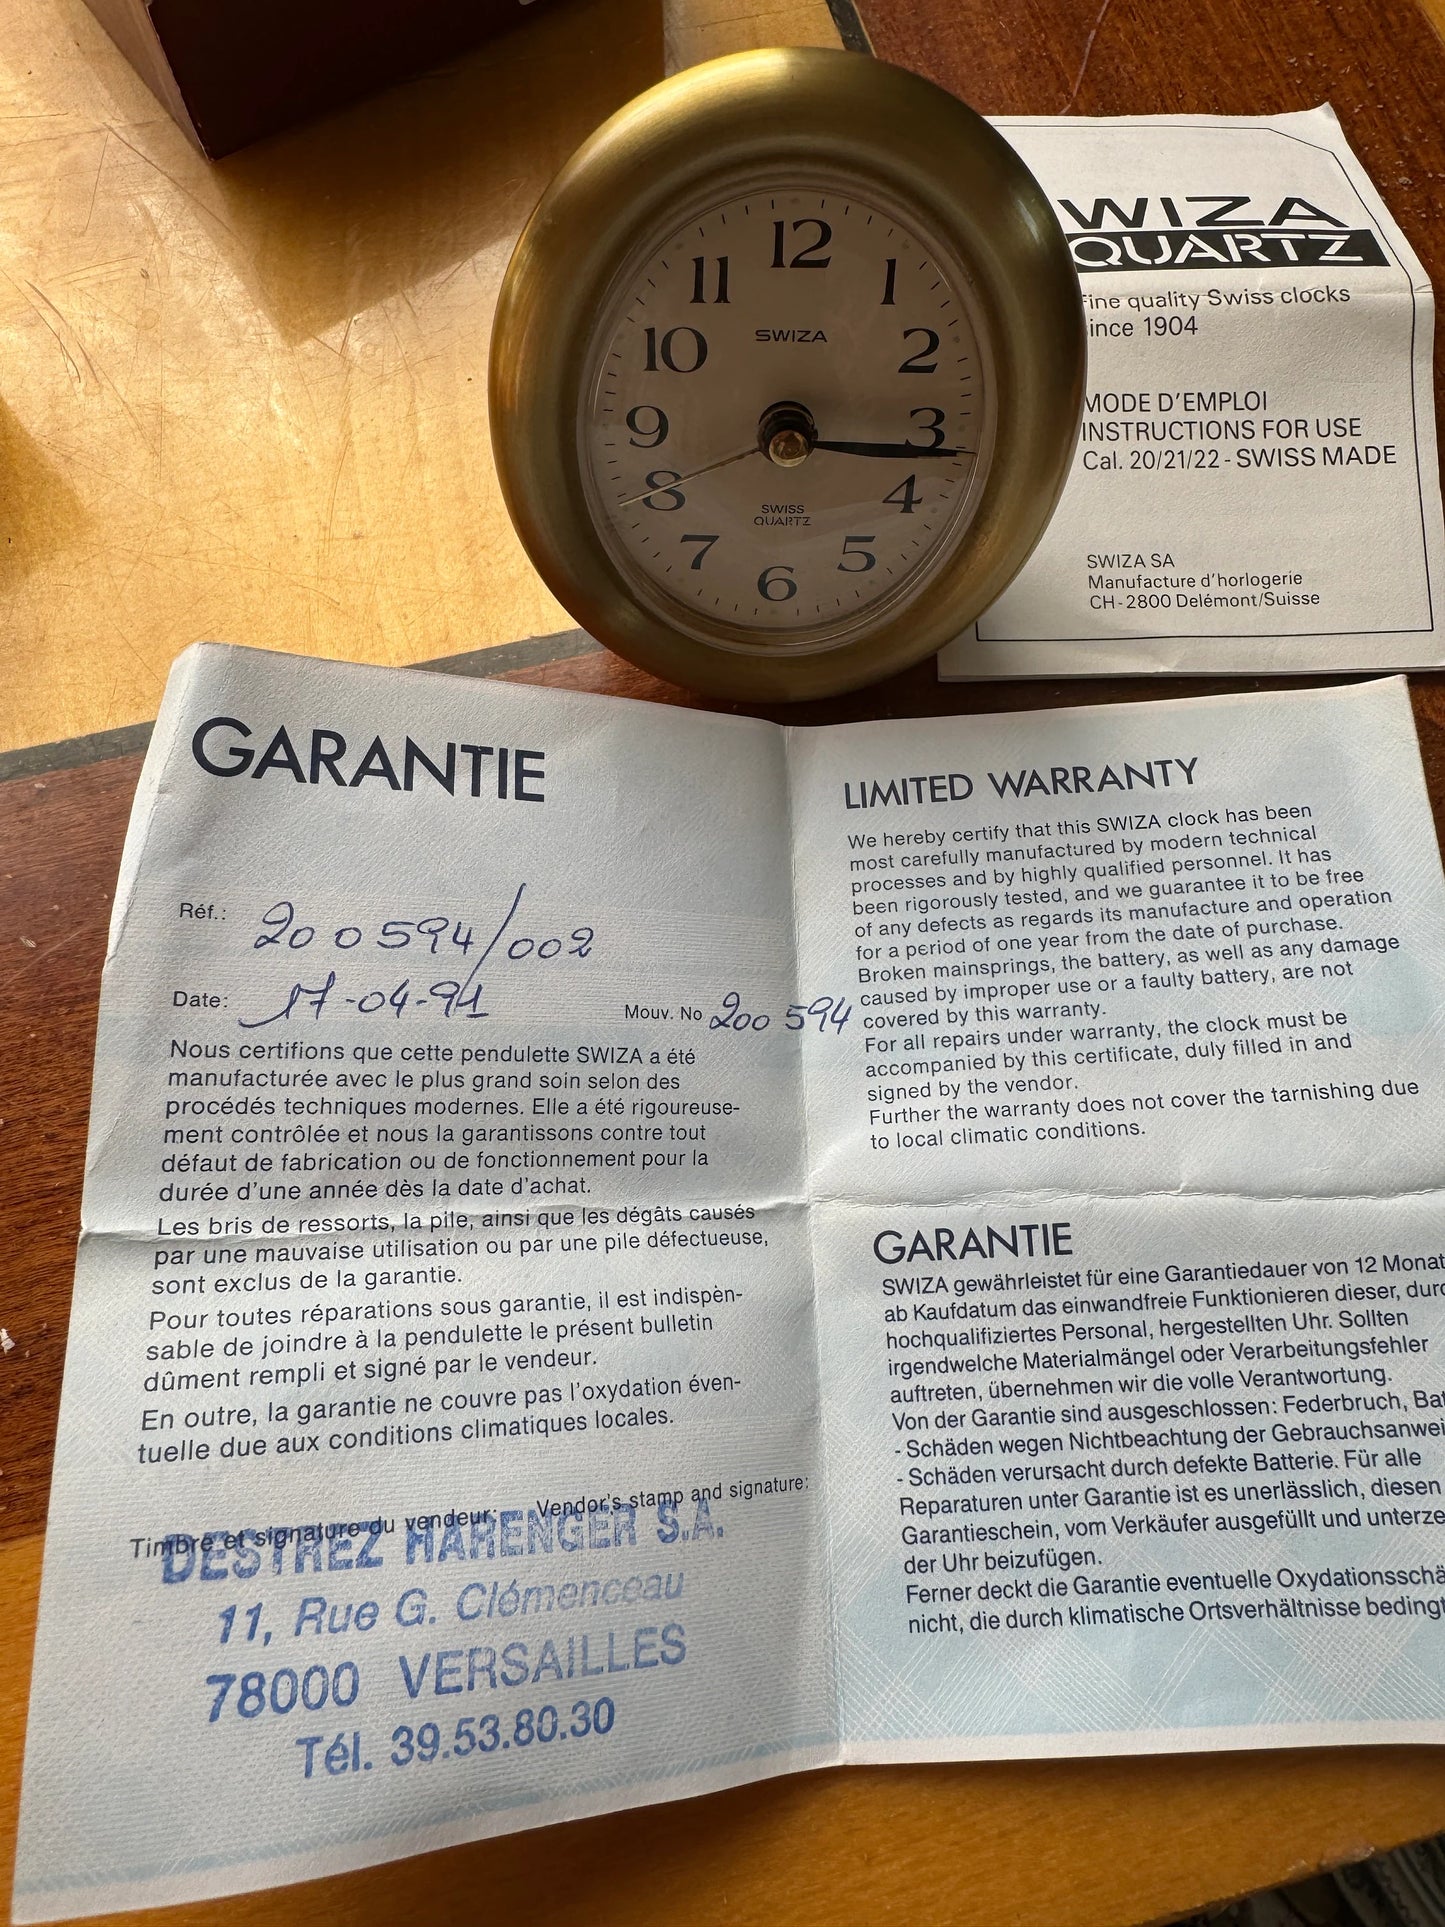 12
11
1
SWIZA
10
2
9
3
8
4
SWISS
QUARTZ
7
5
6
WIZA
QUARTZ
Fine quality Swiss clocks
since 1904
MODE D'EMPLOI
INSTRUCTIONS FOR USE
Cal. 20/21/22 - SWISS MADE
SWIZA SA
Manufacture d'horlogerie
CH-2800 Delémont/Suisse
GARANTIE
Réf.: 200594/002
Date: 17-04-91 Mouv. No 200 594
Nous certifions que cette pendulette SWIZA a été
manufacturée avec le plus grand soin selon des
procédés techniques modernes. Elle a été rigoureuse-
ment contrôlée et nous la garantissons contre tout
défaut de fabrication ou de fonctionnement pour la
durée d'une année dès la date d'achat.
Les bris de ressorts, la pile, ainsi que les dégâts causés
par une mauvaise utilisation ou par une pile défectueuse,
sont exclus de la garantie.
Pour toutes réparations sous garantie, il est indispèn-
sable de joindre à la pendulette le présent bulletin
dûment rempli et signé par le vendeur.
En outre, la garantie ne couvre pas l'oxydation éven-
tuelle due aux conditions climatiques locales.
Timbre et signature du vendeur: Vendor's stamp and signature:
DESTREZ MARENGER S.A.
11, Rue G. Clémenceau
78000 VERSAILLES
Tél. 39.53.80.30
LIMITED WARRANTY
We hereby certify that this SWIZA clock has been
most carefully manufactured by modern technical
processes and by highly qualified personnel. It has
been rigorously tested, and we guarantee it to be free
of any defects as regards its manufacture and operation
for a period of one year from the date of purchase.
Broken mainsprings, the battery, as well as any damage
caused by improper use or a faulty battery, are not
covered by this warranty.
For all repairs under warranty, the clock must be
accompanied by this certificate, duly filled in and
signed by the vendor.
Further the warranty does not cover the tarnishing due
to local climatic conditions.
GARANTIE
SWIZA gewährleistet für eine Garantiedauer von 12 Monat
ab Kaufdatum das einwandfreie Funktionieren dieser, durc
hochqualifiziertes Personal, hergestellten Uhr. Sollten
irgendwelche Materialmängel oder Verarbeitungsfehler
auftreten, übernehmen wir die volle Verantwortung.
Von der Garantie sind ausgeschlossen: Federbruch, Bat
- Schäden wegen Nichtbeachtung der Gebrauchsanwei
- Schäden verursacht durch defekte Batterie. Für alle
Reparaturen unter Garantie ist es unerlässlich, diesen
Garantieschein, vom Verkäufer ausgefüllt und unterze
der Uhr beizufügen.
Ferner deckt die Garantie eventuelle Oxydationsschä
nicht, die durch klimatische Ortsverhältnisse bedingt